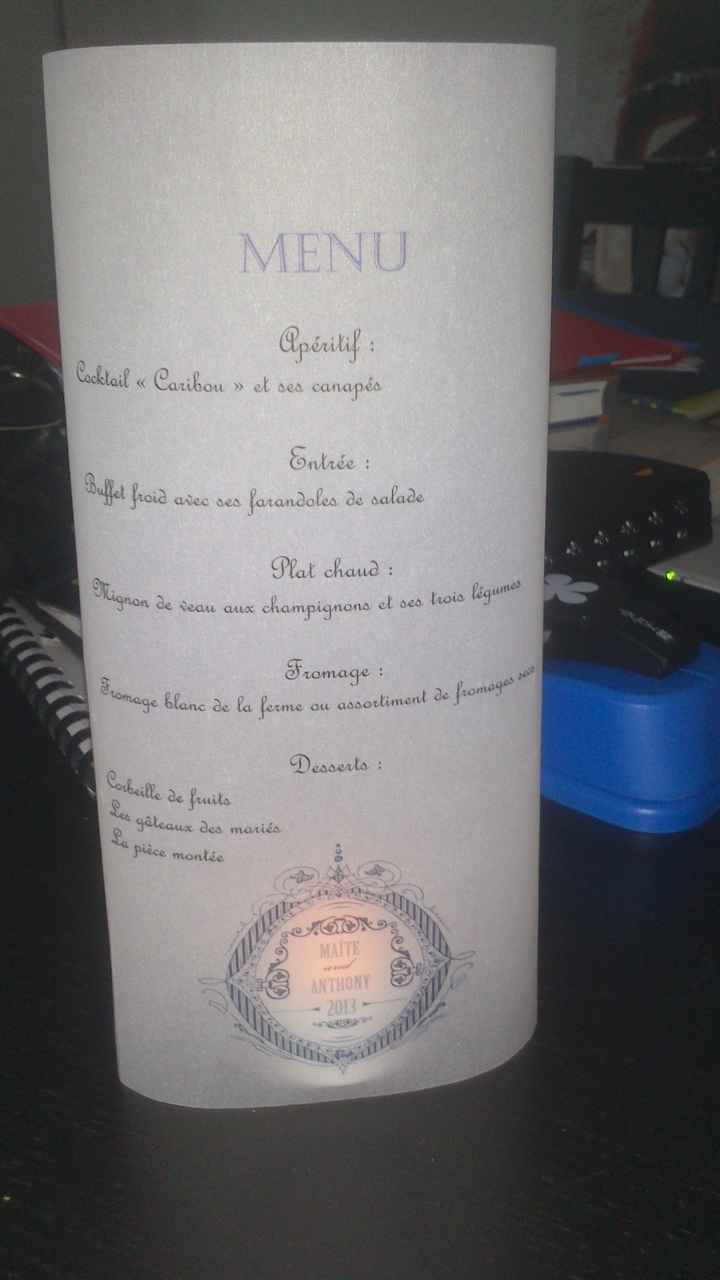 MENU
Apéritif :
Cocktail « Caribou » et ses canapés
Entrée :
Buffet froid avec ses farandoles de salade
Plat chaud :
Mignon de veau aux champignons et ses trois légumes
Fromage :
Fromage blanc de la ferme ou assortiment de fromages secs
Desserts :
Corbeille de fruits
Les gâteaux des mariés
La pièce montée
MAÏTE
and
ANTHONY
2013